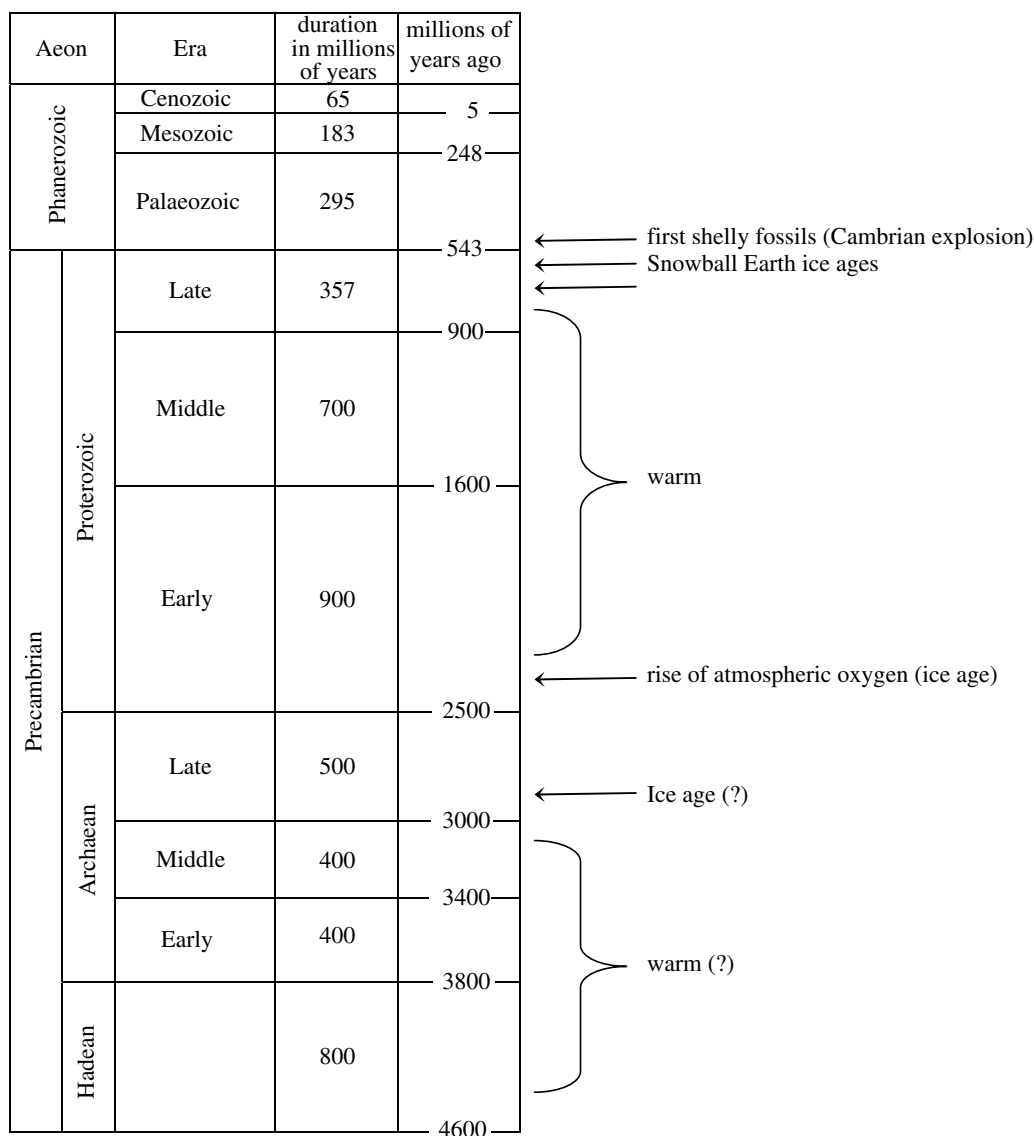 Aeon
Era
duration
in millions
of years
millions of
years ago
Phanerozoic
Cenozoic
65
5
Mesozoic
183
248
Palaeozoic
295
543
first shelly fossils (Cambrian explosion)
Snowball Earth ice ages
Precambrian
Proterozoic
Late
357
900
Middle
700
warm
1600
Early
900
rise of atmospheric oxygen (ice age)
2500
Archaean
Late
500
Ice age (?)
3000
Middle
400
3400
Early
400
warm (?)
3800
Hadean
800
4600